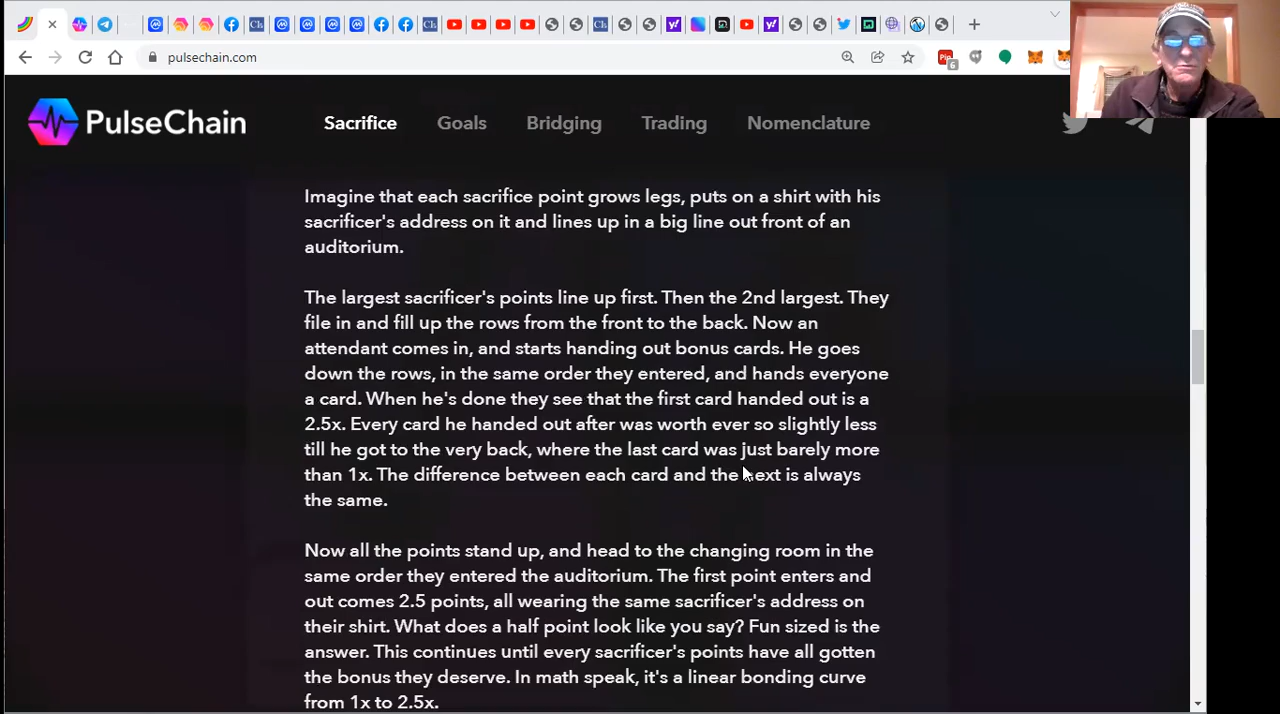 pulsechain.com
6
PulseChain
Sacrifice
Goals
Bridging
Trading
Nomenclature
Imagine that each sacrifice point grows legs, puts on a shirt with his
sacrificer's address on it and lines up in a big line out front of an
auditorium.
The largest sacrificer's points line up first. Then the 2nd largest. They
file in and fill up the rows from the front to the back. Now an
attendant comes in, and starts handing out bonus cards. He goes
down the rows, in the same order they entered, and hands everyone
a card. When he's done they see that the first card handed out is a
2.5x. Every card he handed out after was worth ever so slightly less
till he got to the very back, where the last card was just barely more
than 1x. The difference between each card and the next is always
the same.
Now all the points stand up, and head to the changing room in the
same order they entered the auditorium. The first point enters and
out comes 2.5 points, all wearing the same sacrificer's address on
their shirt. What does a half point look like you say? Fun sized is the
answer. This continues until every sacrificer's points have all gotten
the bonus they deserve. In math speak, it's a linear bonding curve
from 1x to 2.5x.